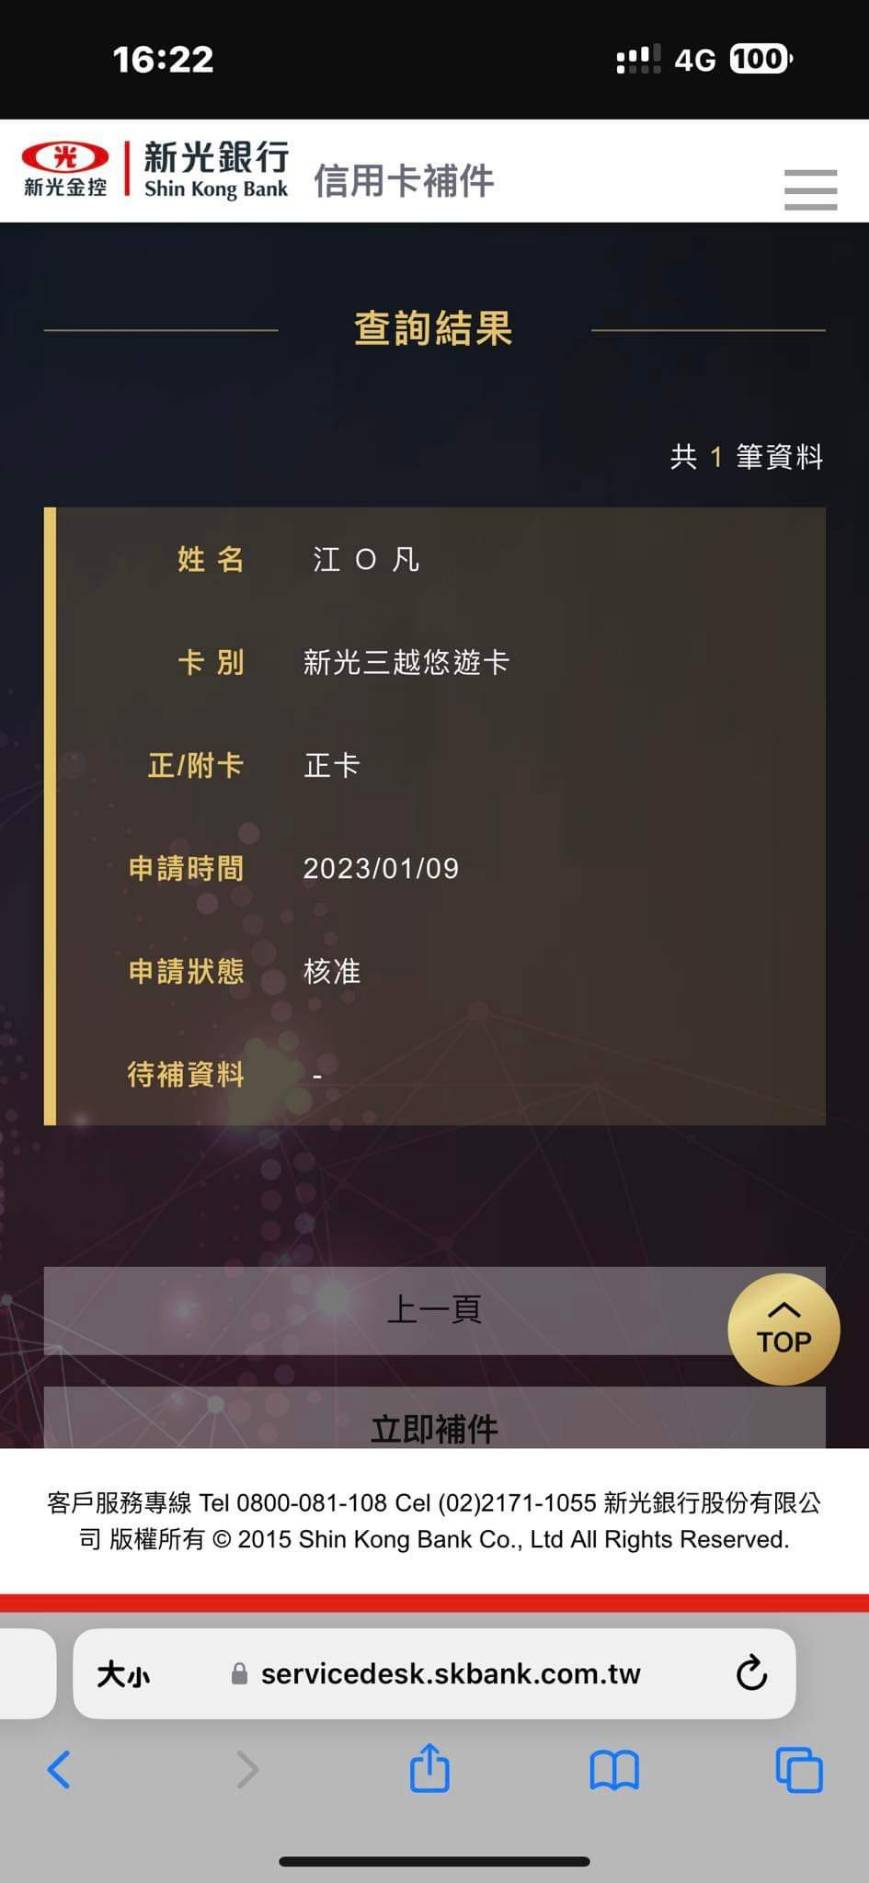 16:22
4G 100
新光金控
新光銀行
Shin Kong Bank
信用卡補件
查詢結果
共 1 筆資料
姓 名 江 O 凡
卡 別 新光三越悠遊卡
正/附卡 正卡
申請時間 2023/01/09
申請狀態 核准
待補資料 -
上一頁
TOP
立即補件
客戶服務專線 Tel 0800-081-108 Cel (02)2171-1055 新光銀行股份有限公
司 版權所有 © 2015 Shin Kong Bank Co., Ltd All Rights Reserved.
大小 servicedesk.skbank.com.tw